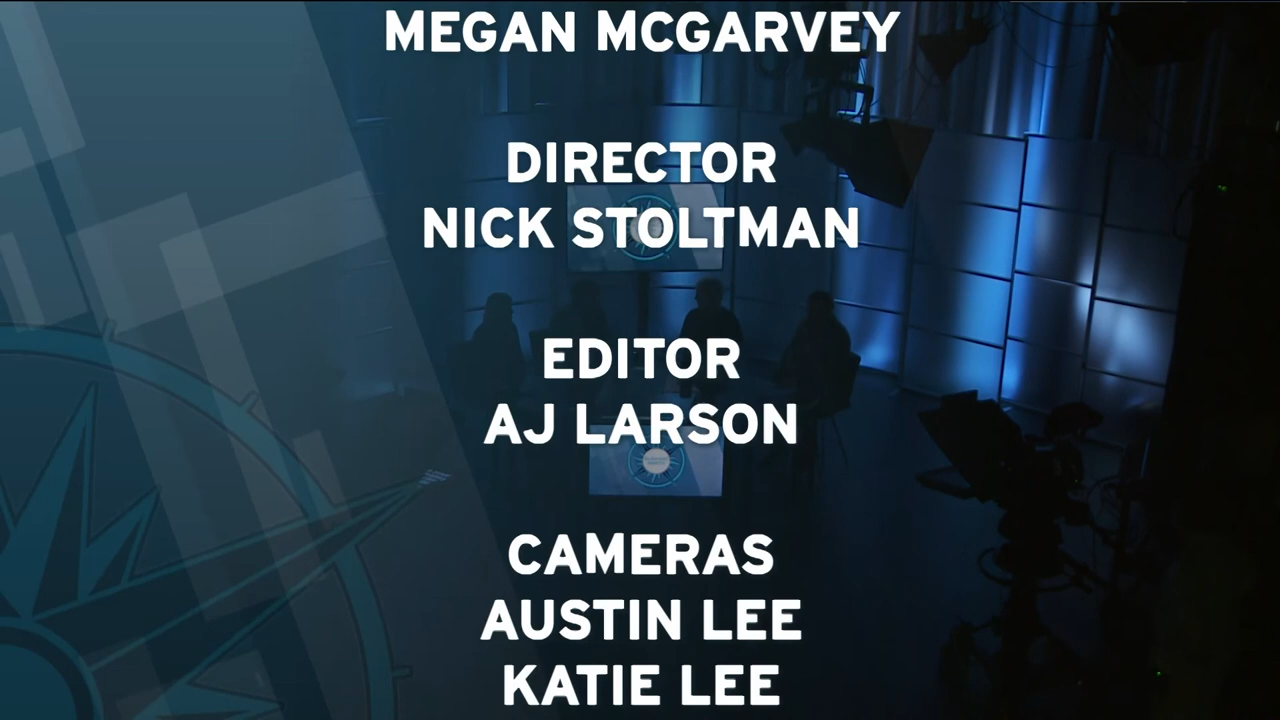 MEGAN MCGARVEY
DIRECTOR
NICK STOLTMAN
EDITOR
AJ LARSON
CAMERAS
AUSTIN LEE
KATIE LEE